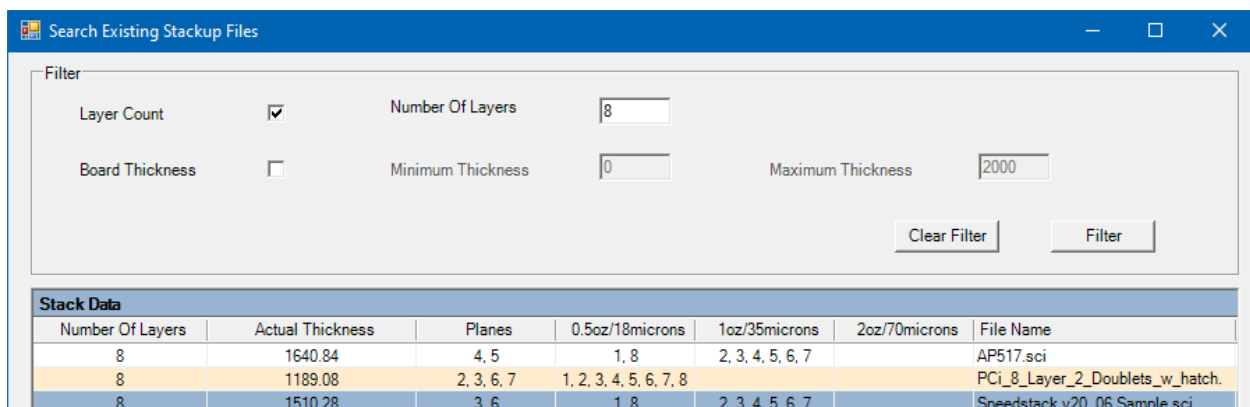 Search Existing Stackup Files
Filter
Layer Count Number Of Layers 8
Board Thickness Minimum Thickness 0 Maximum Thickness 2000
Clear Filter Filter
Stack Data
Number Of Layers Actual Thickness Planes 0.5oz/18microns 1oz/35microns 2oz/70microns File Name
8 1640.84 4, 5 1, 8 2, 3, 4, 5, 6, 7 AP517.sci
8 1189.08 2, 3, 6, 7 1, 2, 3, 4, 5, 6, 7, 8 PCi_8_Layer_2_Doublets_w_hatch.
8 1510.28 3, 6 1, 8 2, 3, 4, 5, 6, 7 Speedstack v20_06 Sample.sci